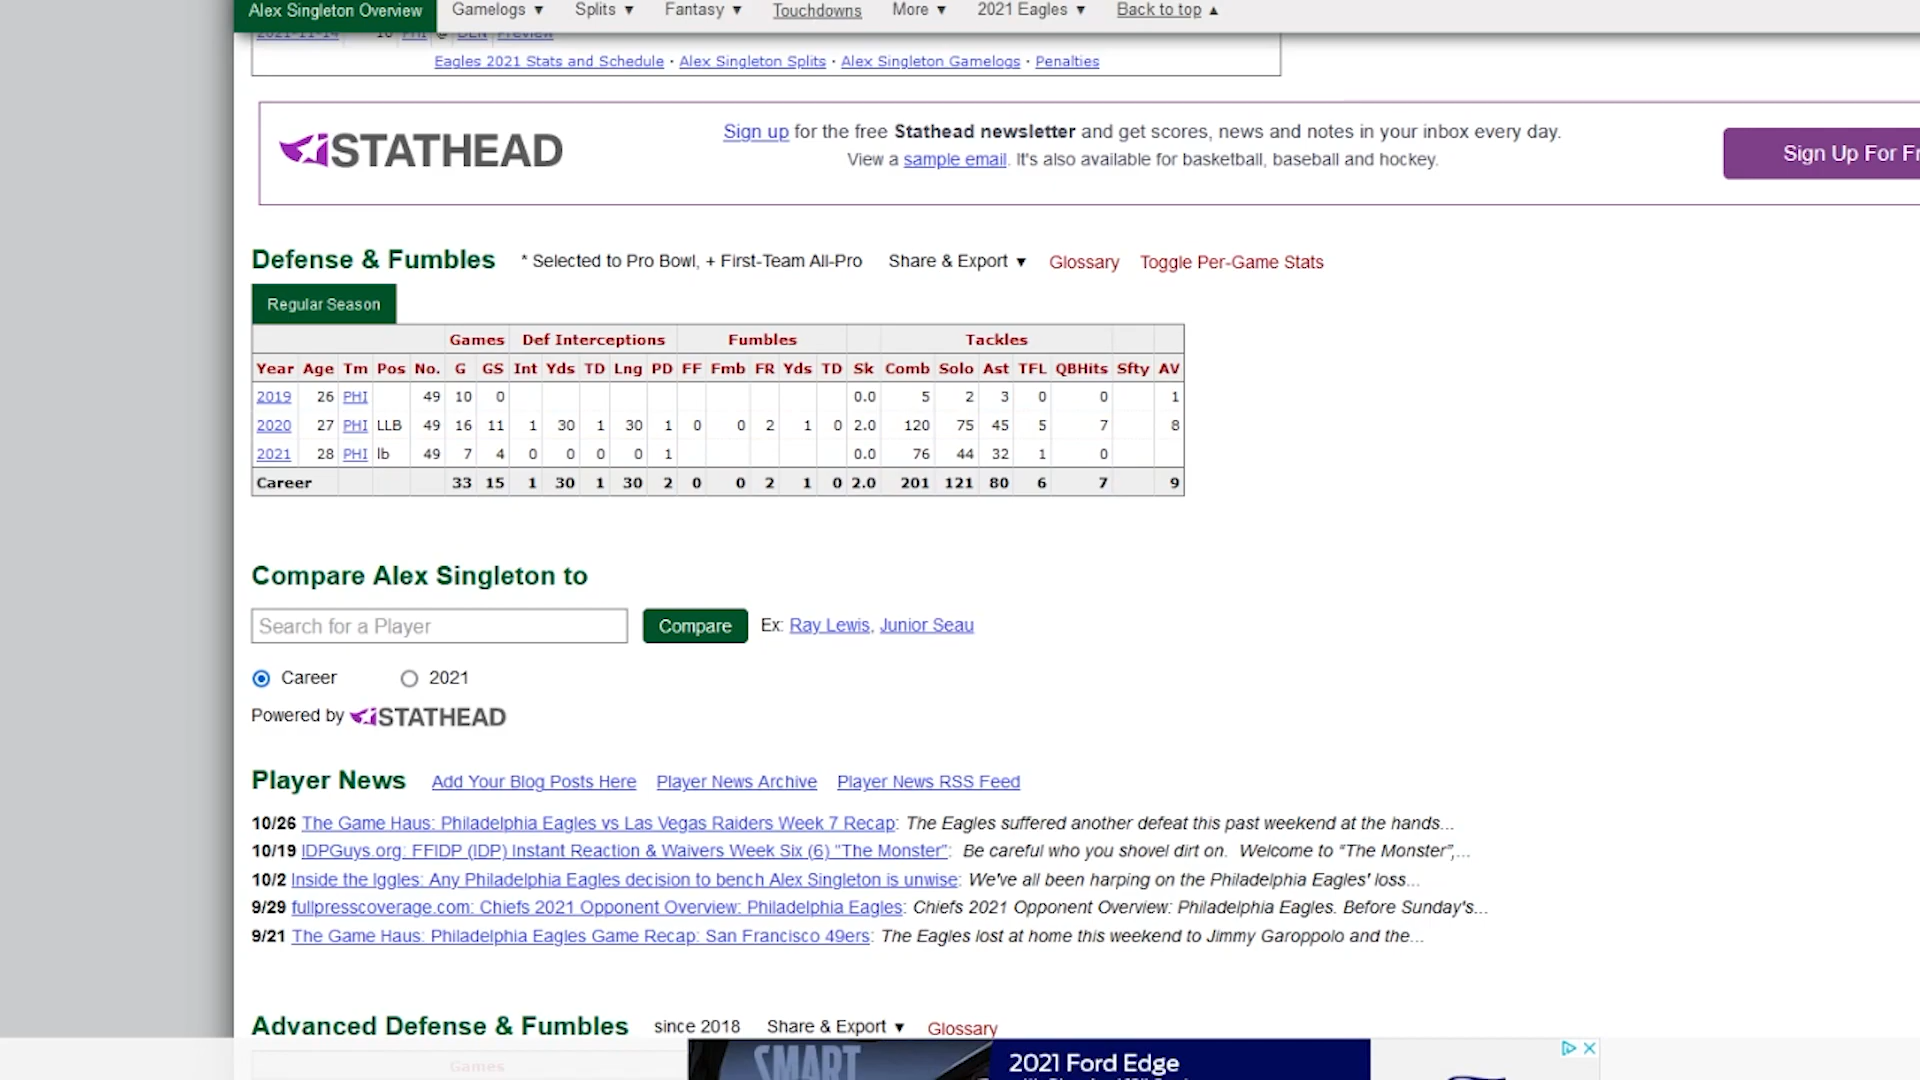 Alex Singleton Overview Gamelogs ▼ Splits ▼ Fantasy ▼ Touchdowns More ▼ 2021 Eagles ▼ Back to top ▲
2021-11-14 10 PHI @ DEN Preview
Eagles 2021 Stats and Schedule · Alex Singleton Splits · Alex Singleton Gamelogs · Penalties
STATHEAD
Sign up for the free Stathead newsletter and get scores, news and notes in your inbox every day.
View a sample email. It's also available for basketball, baseball and hockey.
Sign Up For Fr
Defense & Fumbles * Selected to Pro Bowl, + First-Team All-Pro Share & Export ▼ Glossary Toggle Per-Game Stats
Regular Season
Games Def Interceptions Fumbles Tackles
Year Age Tm Pos No. G GS Int Yds TD Lng PD FF Fmb FR Yds TD Sk Comb Solo Ast TFL QBHits Sfty AV
2019 26 PHI 49 10 0 0.0 5 2 3 0 0 1
2020 27 PHI LLB 49 16 11 1 30 1 30 1 0 0 2 1 0 2.0 120 75 45 5 7 8
2021 28 PHI lb 49 7 4 0 0 0 0 1 0.0 76 44 32 1 0
Career 33 15 1 30 1 30 2 0 0 2 1 0 2.0 201 121 80 6 7 9
Compare Alex Singleton to
Search for a Player Compare Ex: Ray Lewis, Junior Seau
Career 2021
Powered by STATHEAD
Player News Add Your Blog Posts Here Player News Archive Player News RSS Feed
10/26 The Game Haus: Philadelphia Eagles vs Las Vegas Raiders Week 7 Recap: The Eagles suffered another defeat this past weekend at the hands...
10/19 IDPGuys.org: FFIDP (IDP) Instant Reaction & Waivers Week Six (6) "The Monster": Be careful who you shovel dirt on. Welcome to “The Monster”,...
10/2 Inside the Iggles: Any Philadelphia Eagles decision to bench Alex Singleton is unwise: We've all been harping on the Philadelphia Eagles' loss...
9/29 fullpresscoverage.com: Chiefs 2021 Opponent Overview: Philadelphia Eagles: Chiefs 2021 Opponent Overview: Philadelphia Eagles. Before Sunday's...
9/21 The Game Haus: Philadelphia Eagles Game Recap: San Francisco 49ers: The Eagles lost at home this weekend to Jimmy Garoppolo and the...
Advanced Defense & Fumbles since 2018 Share & Export ▼ Glossary
Games
SMART
2021 Ford Edge